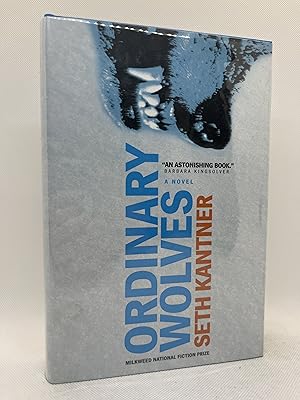 "AN ASTONISHING BOOK."
BARBARA KINGSOLVER
A NOVEL
ORDINARY
WOLVES
SETH KANTNER
MILKWEED NATIONAL FICTION PRIZE